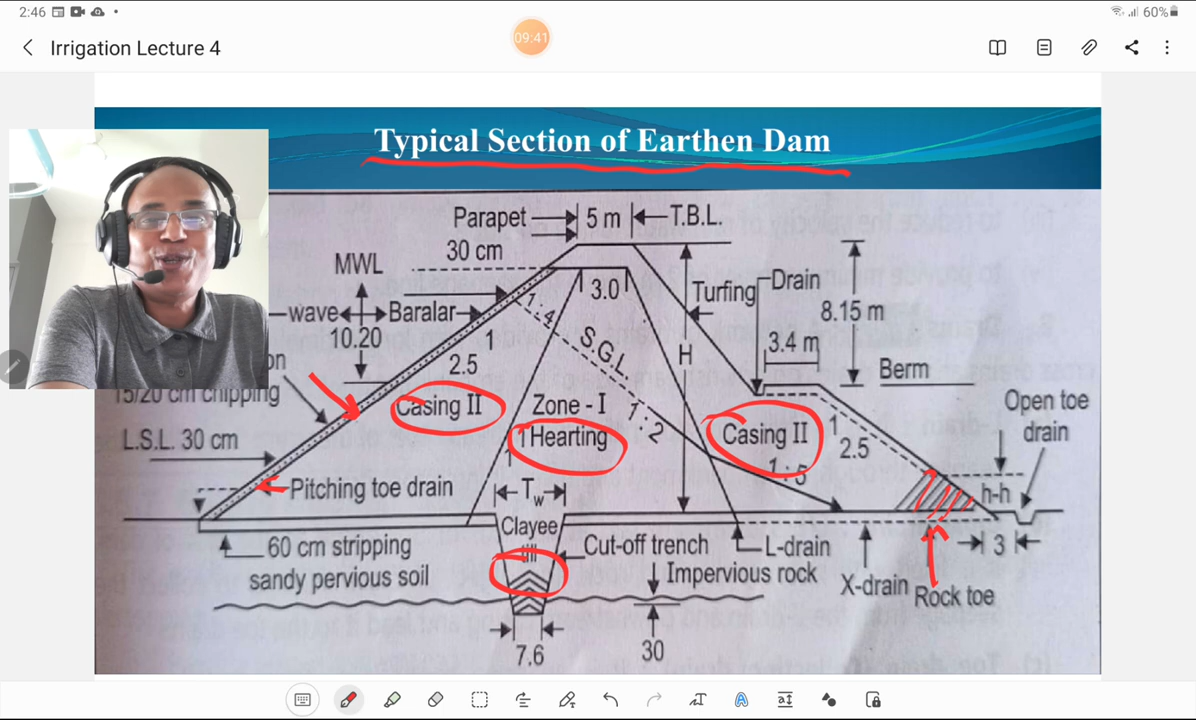 2:46
60%
09:41
Irrigation Lecture 4
Typical Section of Earthen Dam
Parapet
5 m
T.B.L.
30 cm
MWL
3.0
Turfing
Drain
8.15 m
wave
Baralar
10.20
1:4
S.G.L
1
2.5
H
3.4 m
Berm
on
15/20 cm chipping
Casing II
Zone - I
Hearting
1:2
Casing II
1
2.5
Open toe
drain
L.S.L. 30 cm
1:5
Pitching toe drain
Tw
h-h
Clayee
60 cm stripping
sandy pervious soil
Cut-off trench
L-drain
3
Impervious rock
X-drain
Rock toe
7.6
30